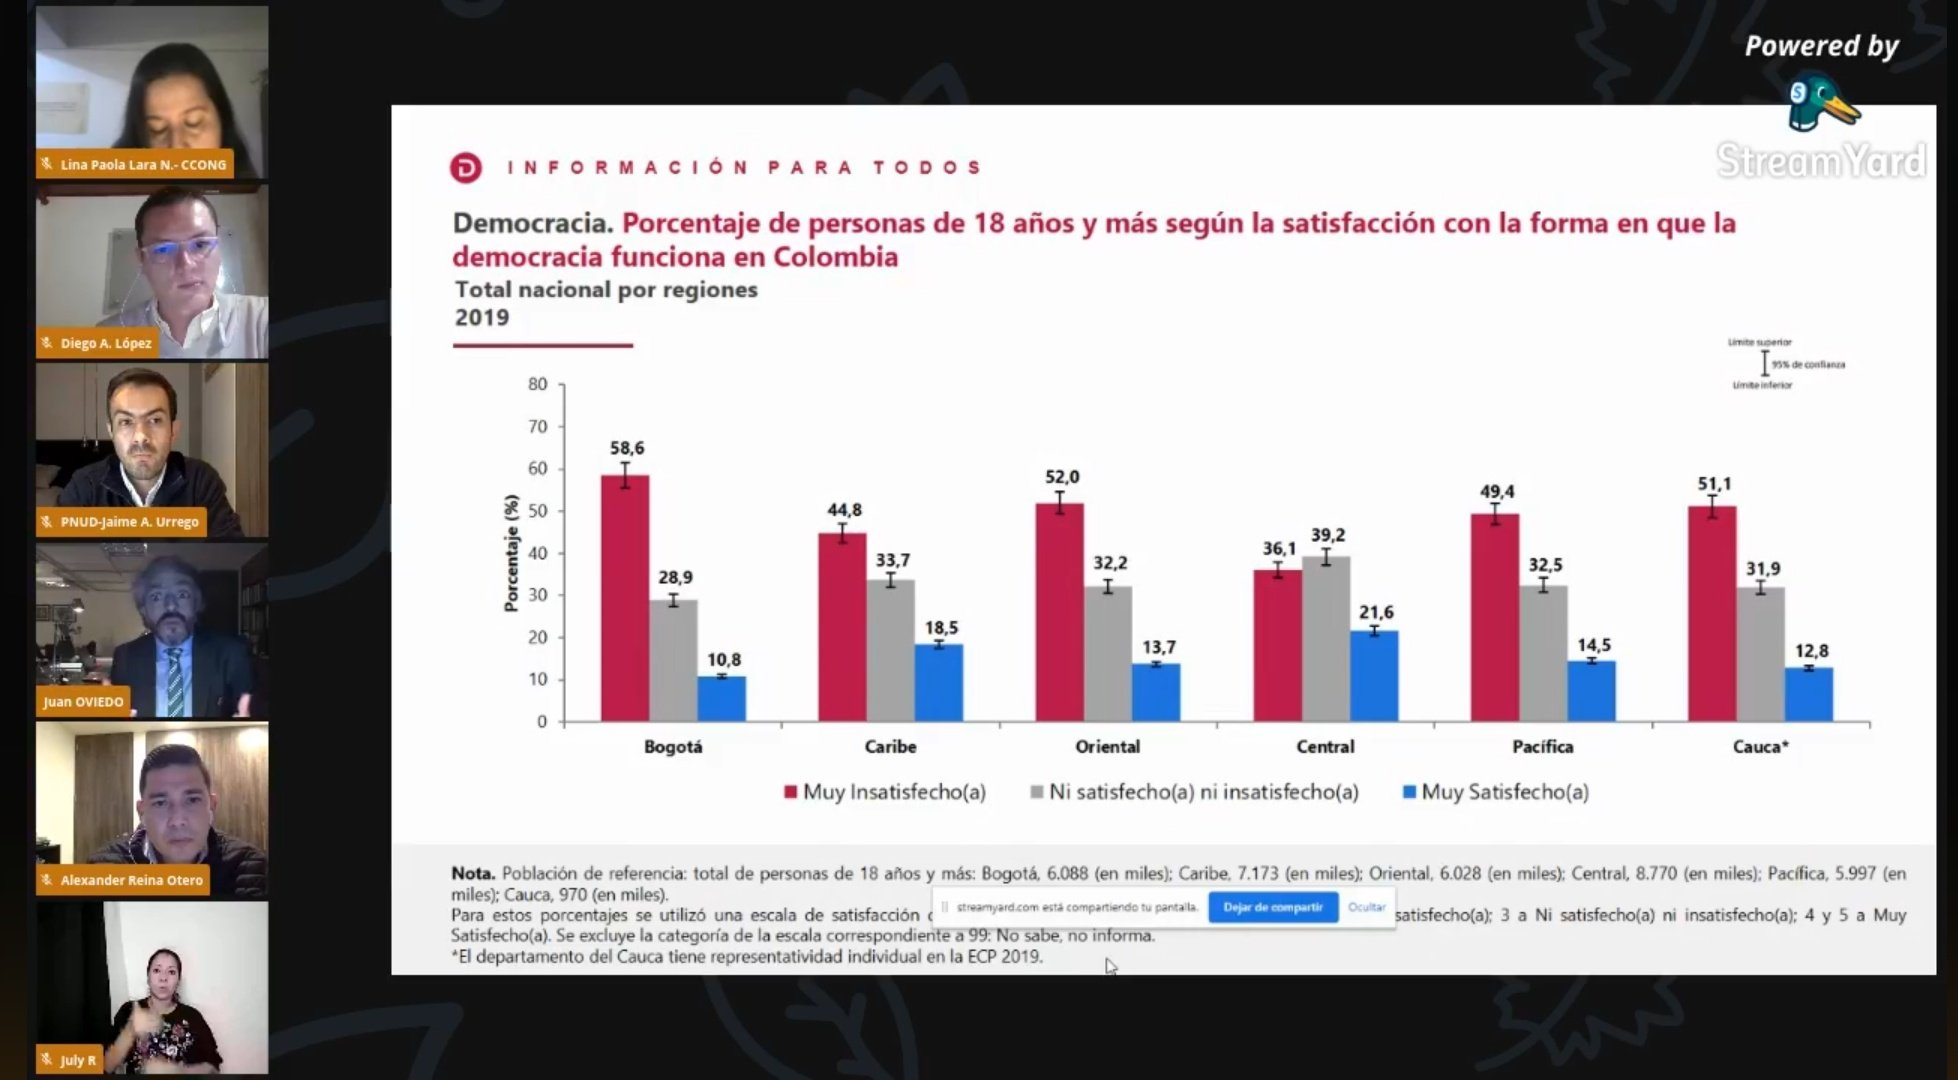 Powered by
StreamYard
Lina Paola Lara N.- CCONG
Diego A. López
PNUD-Jaime A. Urrego
Juan OVIEDO
Alexander Reina Otero
July R
INFORMACIÓN PARA TODOS
Democracia. Porcentaje de personas de 18 años y más según la satisfacción con la forma en que la
democracia funciona en Colombia
Total nacional por regiones
2019
Límite superior
95% de confianza
Límite inferior
Porcentaje (%)
80
70
60
50
40
30
20
10
0
58,6
28,9
10,8
44,8
33,7
18,5
52,0
32,2
13,7
36,1
39,2
21,6
49,4
32,5
14,5
51,1
31,9
12,8
Bogotá
Caribe
Oriental
Central
Pacífica
Cauca*
Muy Insatisfecho(a)
Ni satisfecho(a) ni insatisfecho(a)
Muy Satisfecho(a)
Nota. Población de referencia: total de personas de 18 años y más: Bogotá, 6.088 (en miles); Caribe, 7.173 (en miles); Oriental, 6.028 (en miles); Central, 8.770 (en miles); Pacífica, 5.997 (en
miles); Cauca, 970 (en miles).
Para estos porcentajes se utilizó una escala de satisfacción
satisfecho(a); 3 a Ni satisfecho(a) ni insatisfecho(a); 4 y 5 a Muy
Satisfecho(a). Se excluye la categoría de la escala correspondiente a 99: No sabe, no informa.
*El departamento del Cauca tiene representatividad individual en la ECP 2019.
streamyard.com está compartiendo tu pantalla.
Dejar de compartir
Ocultar